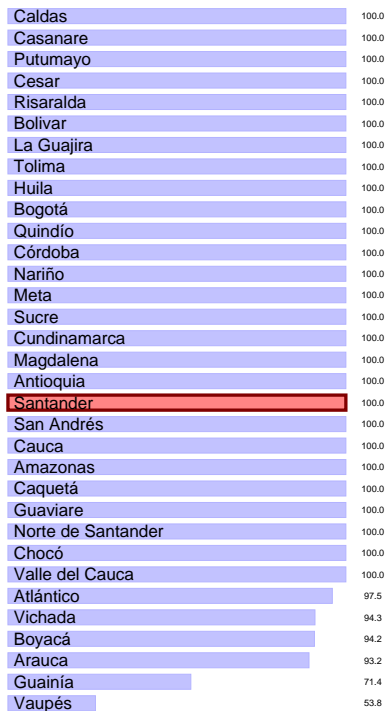 Caldas 100.0
Casanare 100.0
Putumayo 100.0
Cesar 100.0
Risaralda 100.0
Bolivar 100.0
La Guajira 100.0
Tolima 100.0
Huila 100.0
Bogotá 100.0
Quindío 100.0
Córdoba 100.0
Nariño 100.0
Meta 100.0
Sucre 100.0
Cundinamarca 100.0
Magdalena 100.0
Antioquia 100.0
Santander 100.0
San Andrés 100.0
Cauca 100.0
Amazonas 100.0
Caquetá 100.0
Guaviare 100.0
Norte de Santander 100.0
Chocó 100.0
Valle del Cauca 100.0
Atlántico 97.5
Vichada 94.3
Boyacá 94.2
Arauca 93.2
Guainía 71.4
Vaupés 53.8